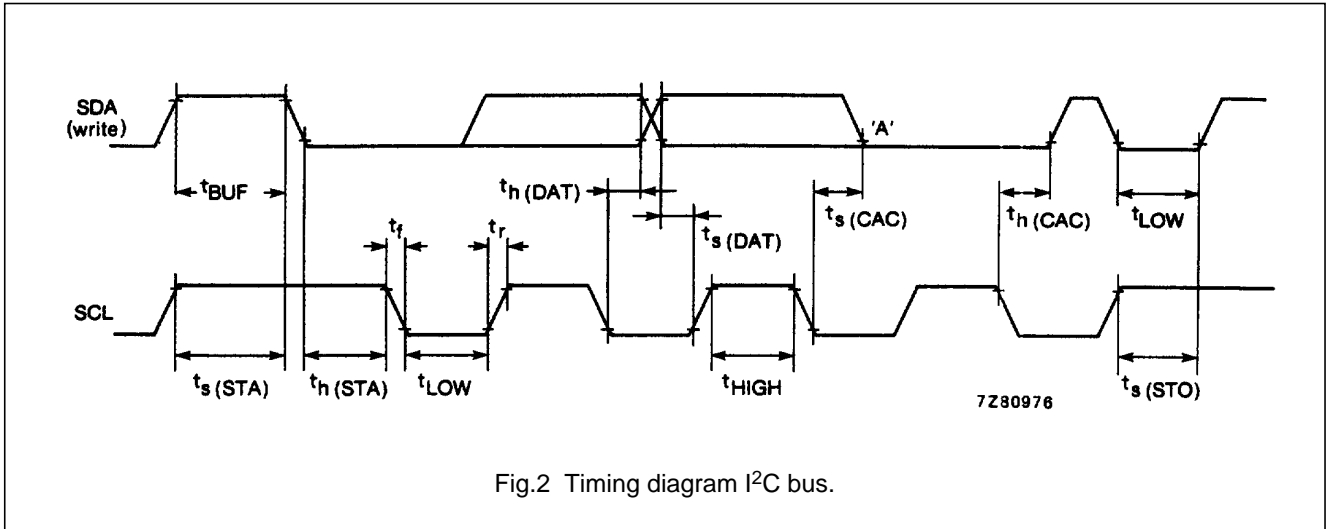 SDA
(write)
'A'
tBUF
th (DAT)
ts (DAT)
ts (CAC)
th (CAC)
tLOW
tf
tr
SCL
ts (STA)
th (STA)
tLOW
tHIGH
ts (STO)
7Z80976
Fig.2 Timing diagram I²C bus.